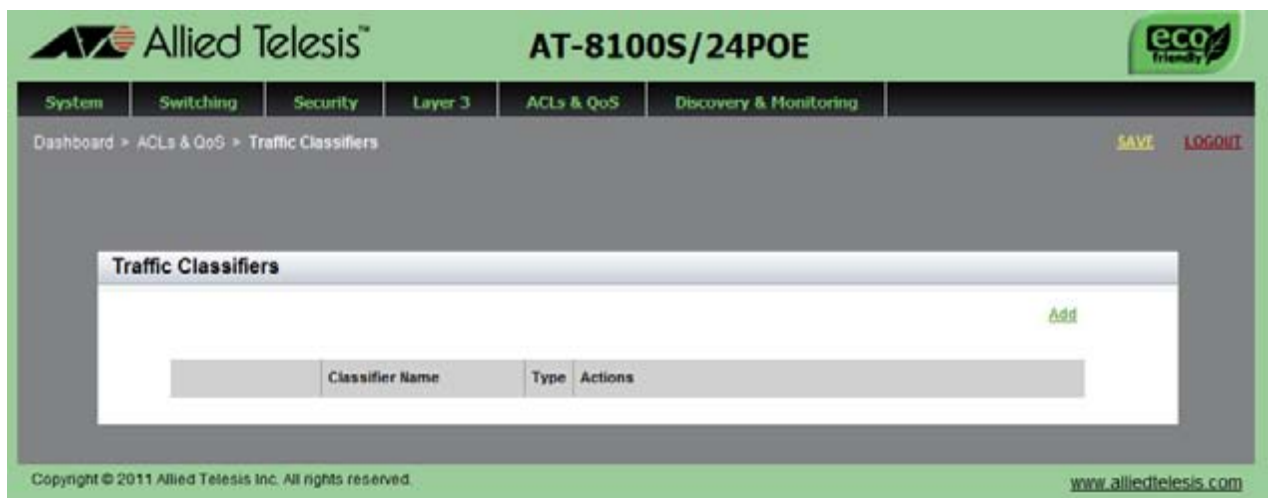 Allied Telesis™
AT-8100S/24POE
eco
friendly
System Switching Security Layer 3 ACLs & QoS Discovery & Monitoring
Dashboard > ACLs & QoS > Traffic Classifiers
SAVE LOGOUT
Traffic Classifiers
Add
Classifier Name Type Actions
Copyright © 2011 Allied Telesis Inc. All rights reserved.
www.alliedtelesis.com